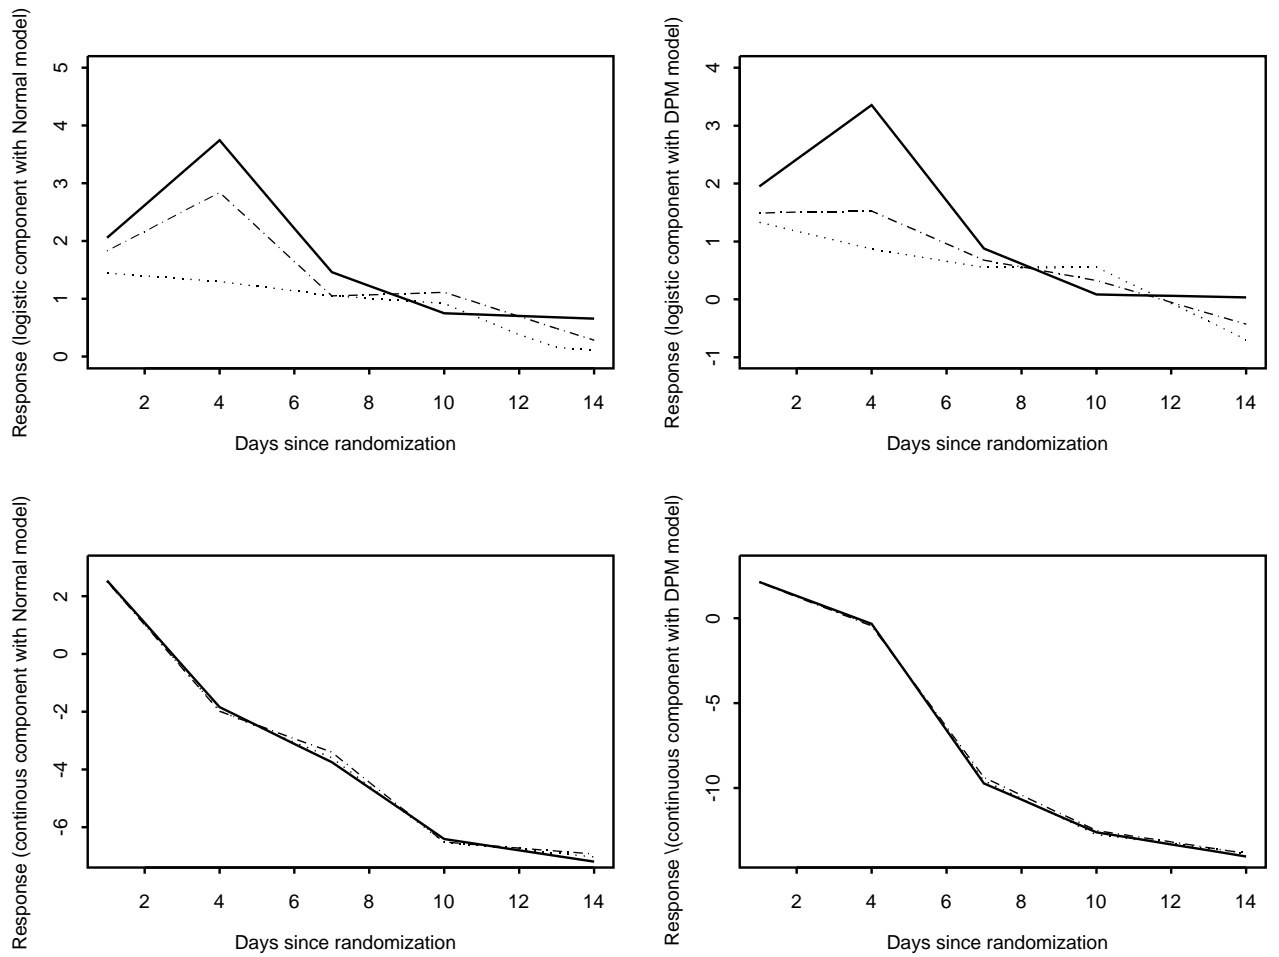 Response (logistic component with Normal model)
5
4
3
2
1
0
2 4 6 8 10 12 14
Days since randomization
Response (logistic component with DPM model)
4
3
2
1
0
-1
2 4 6 8 10 12 14
Days since randomization
Response (continous component with Normal model)
2
0
-2
-4
-6
2 4 6 8 10 12 14
Days since randomization
Response \(continuous component with DPM model)
0
-5
-10
2 4 6 8 10 12 14
Days since randomization